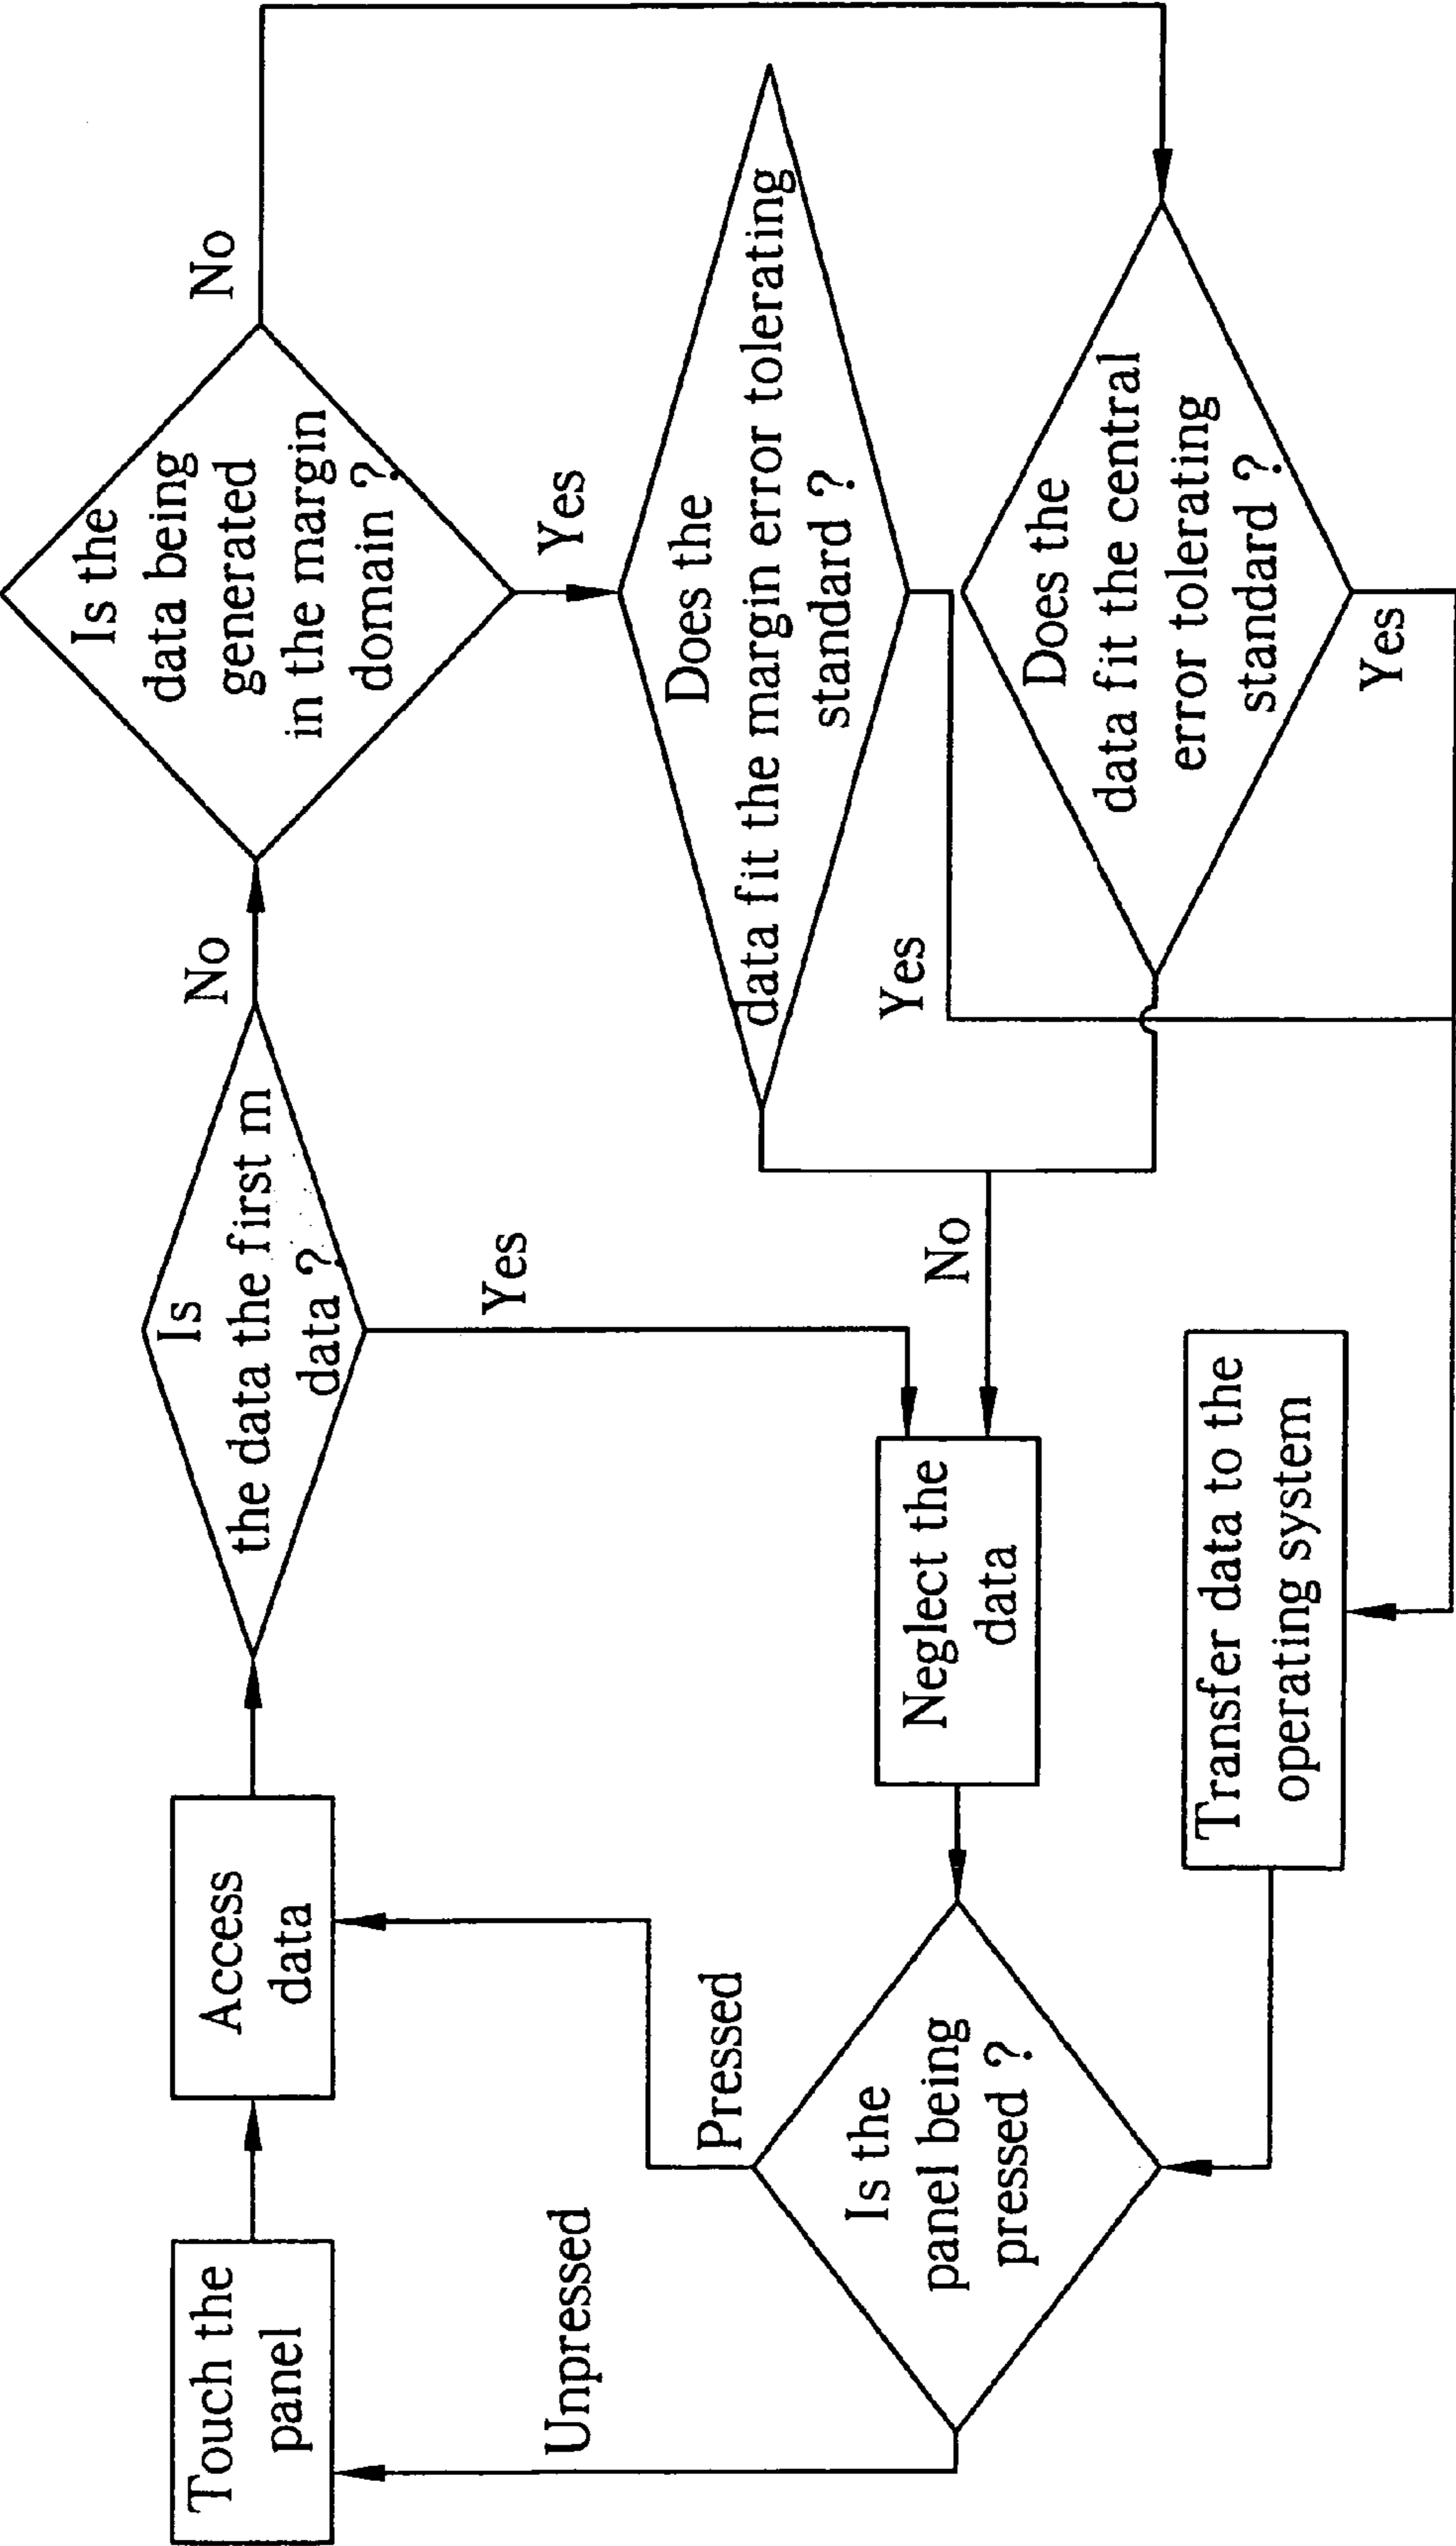 Touch the
panel
Access
data
Is
the data the first m
data ?
No
Is the
data being
generated
in the margin
domain ?
No
Yes
Yes
Does the
data fit the margin error tolerating
standard ?
Yes
Does the
data fit the central
error tolerating
standard ?
Yes
No
Neglect the
data
Transfer data to the
operating system
Is the
panel being
pressed ?
Pressed
Unpressed